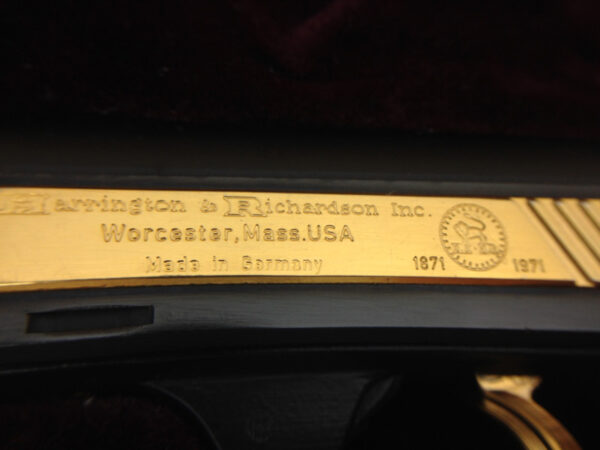 Harrington & Richardson Inc.
Worcester, Mass. USA
Made in Germany
1871 1971